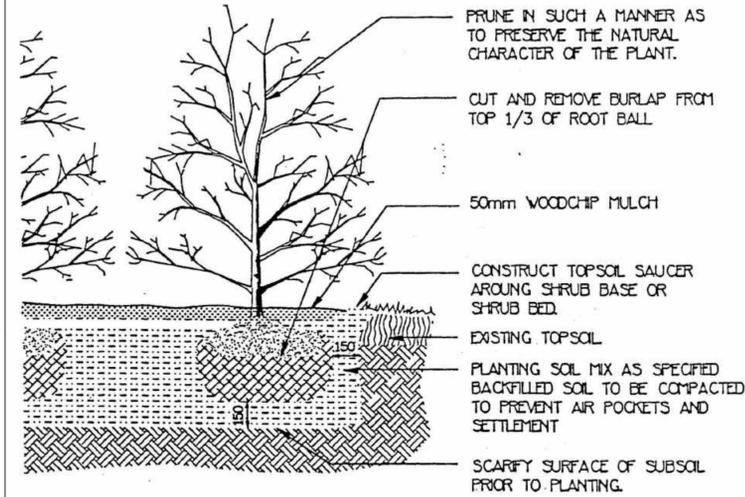 PRUNE IN SUCH A MANNER AS
TO PRESERVE THE NATURAL
CHARACTER OF THE PLANT.
CUT AND REMOVE BURLAP FROM
TOP 1/3 OF ROOT BALL
50mm WOODCHIP MULCH
CONSTRUCT TOPSOIL SAUCER
AROUNG SHRUB BASE OR
SHRUB BED.
EXISTING TOPSOIL
150
PLANTING SOIL MIX AS SPECIFIED
BACKFILLED SOIL TO BE COMPACTED
TO PREVENT AIR POCKETS AND
SETTLEMENT
150
SCARIFY SURFACE OF SUBSOIL
PRIOR TO PLANTING.